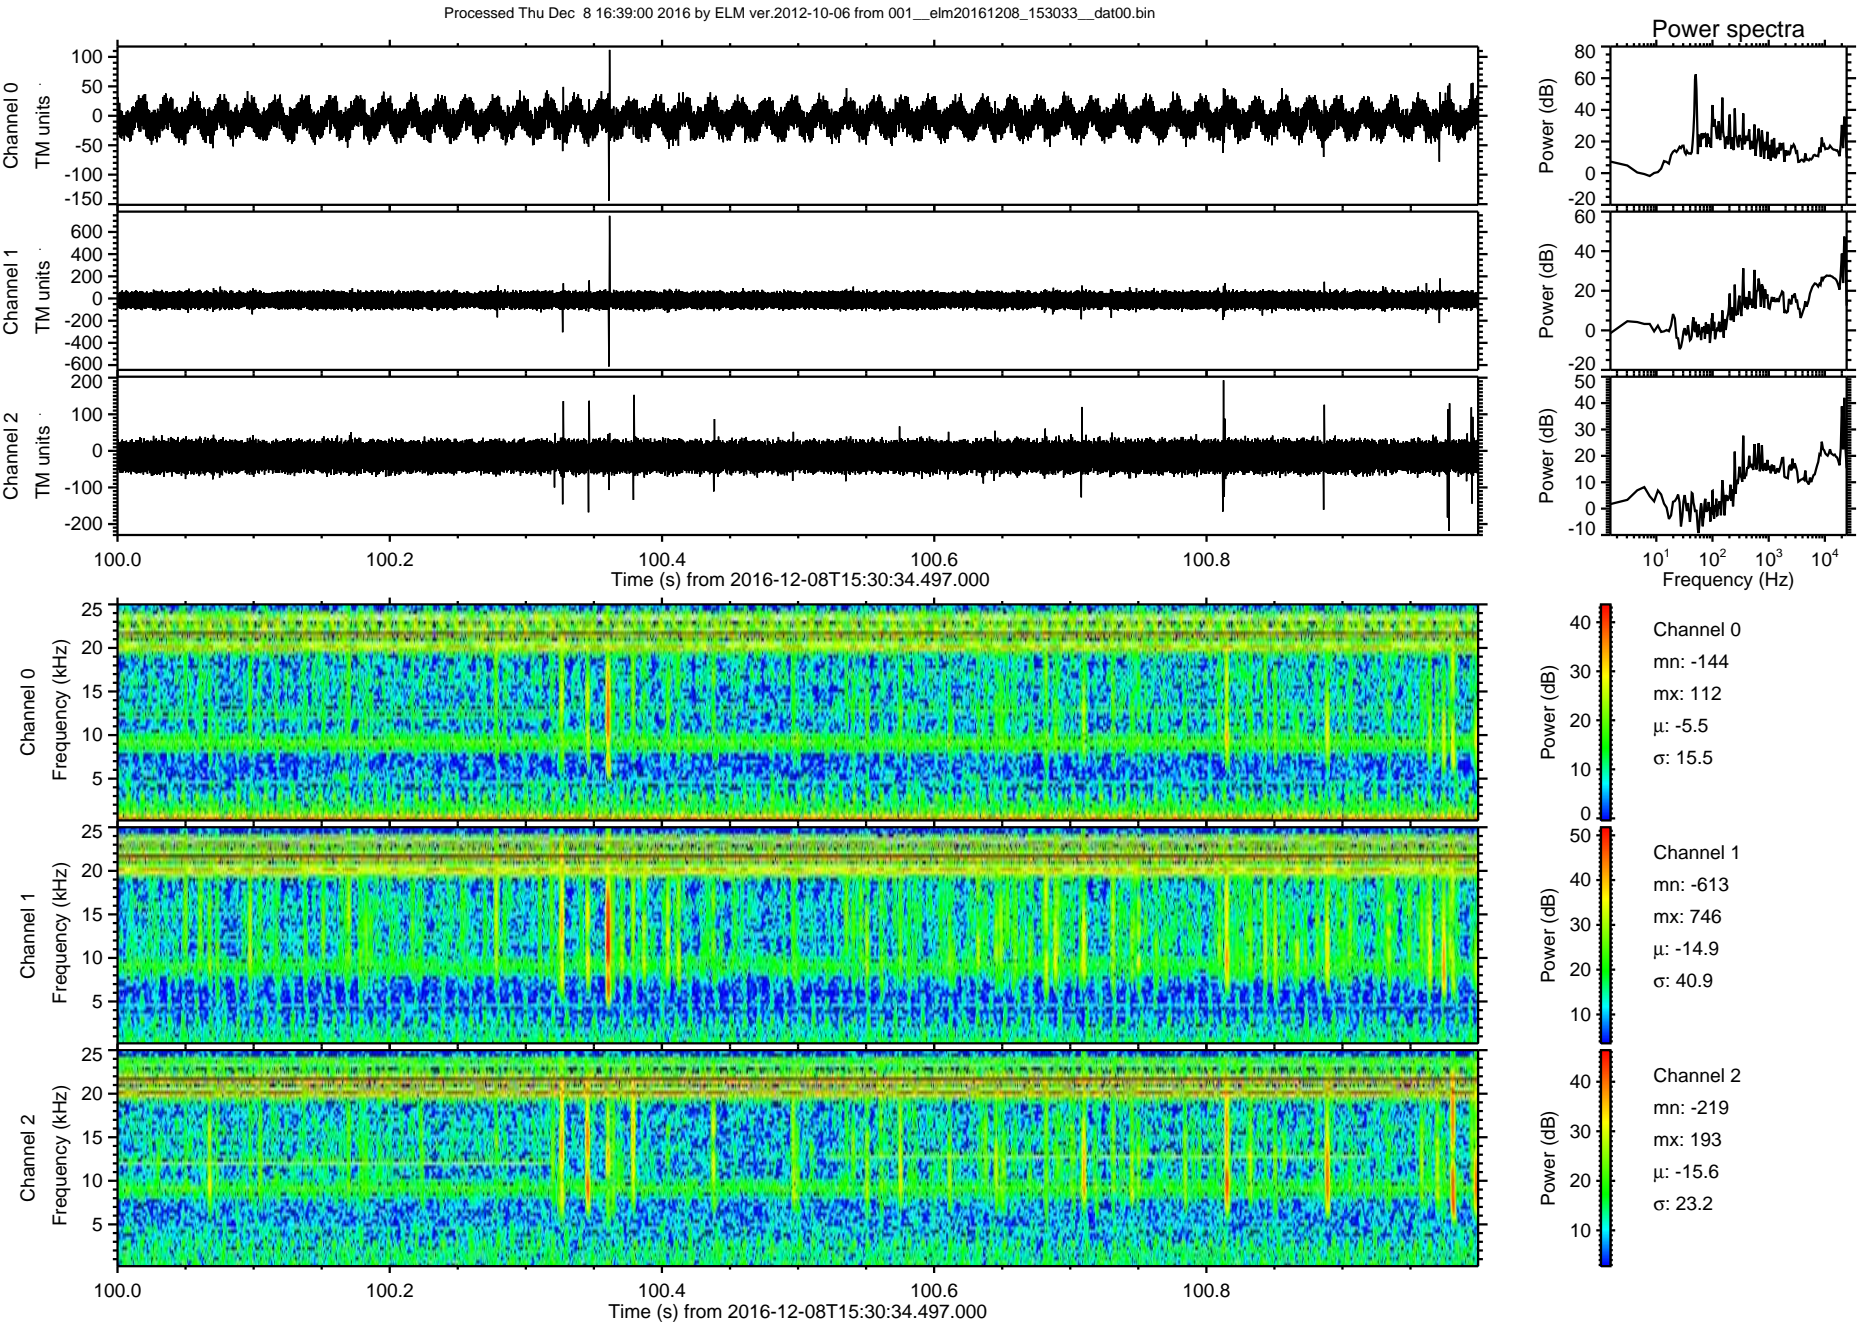 Processed Thu Dec  8 16:39:00 2016 by ELM ver.2012-10-06 from 001__elm20161208_153033__dat00.bin
Power spectra
Channel 0
TM units
100
50
0
-50
-100
-150
Power (dB)
80
60
40
20
0
-20
Channel 1
TM units
600
400
200
0
-200
-400
-600
Power (dB)
60
40
20
0
-20
Channel 2
TM units
200
100
0
-100
-200
Power (dB)
50
40
30
20
10
0
-10
100.0 100.2 100.4 100.6 100.8
Time (s) from 2016-12-08T15:30:34.497.000
10^1 10^2 10^3 10^4
Frequency (Hz)
Channel 0
Frequency (kHz)
25
20
15
10
5
Power (dB)
40
30
20
10
0
Channel 0
mn: -144
mx: 112
µ: -5.5
σ: 15.5
Channel 1
Frequency (kHz)
25
20
15
10
5
Power (dB)
50
40
30
20
10
Channel 1
mn: -613
mx: 746
µ: -14.9
σ: 40.9
Channel 2
Frequency (kHz)
25
20
15
10
5
Power (dB)
40
30
20
10
Channel 2
mn: -219
mx: 193
µ: -15.6
σ: 23.2
100.0 100.2 100.4 100.6 100.8
Time (s) from 2016-12-08T15:30:34.497.000